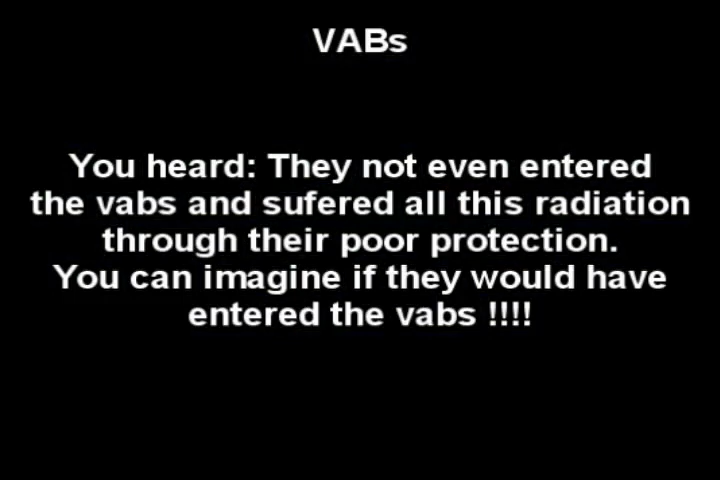 VABs
You heard: They not even entered
the vabs and sufered all this radiation
through their poor protection.
You can imagine if they would have
entered the vabs !!!!